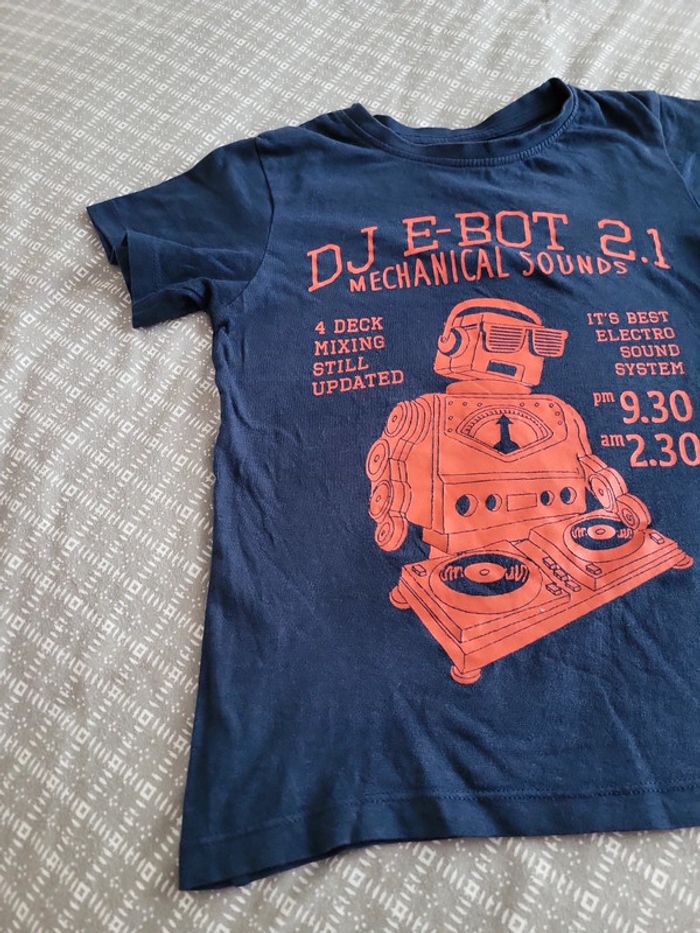 DJ E-BOT 2.1
MECHANICAL SOUNDS
4 DECK
MIXING
STILL
UPDATED
IT'S BEST
ELECTRO
SOUND
SYSTEM
pm 9.30
am 2.30